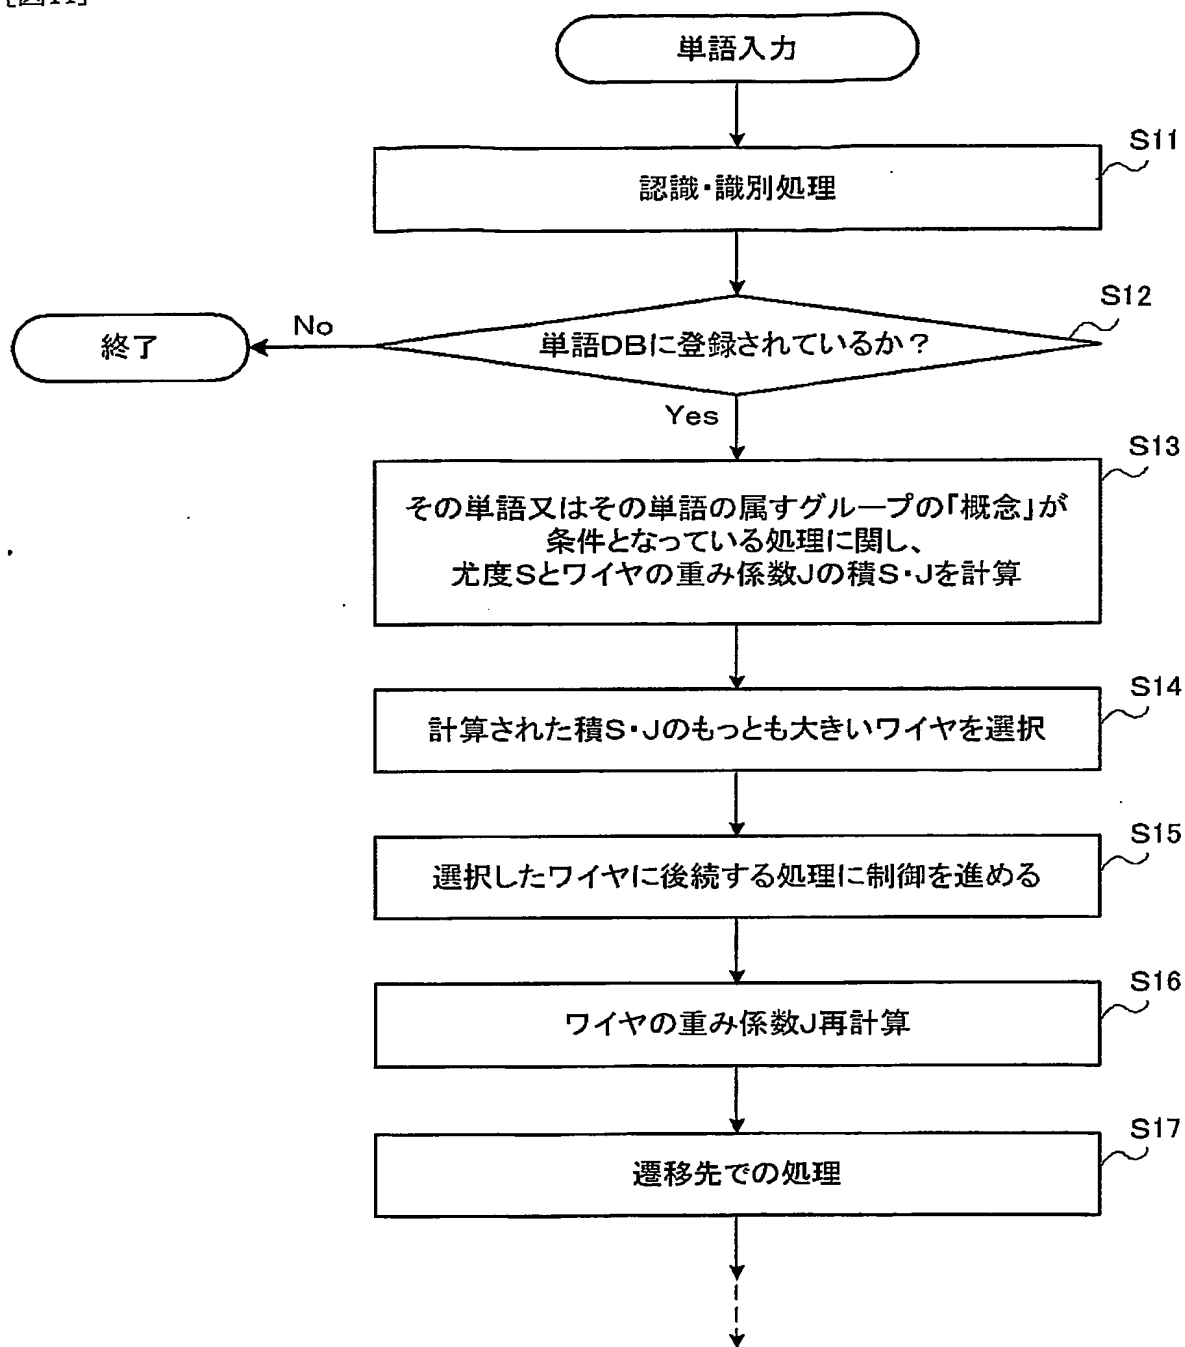 単語入力
S11
認識・識別処理
S12
単語DBに登録されているか？
No
終了
Yes
S13
その単語又はその単語の属すグループの「概念」が
条件となっている処理に関し、
尤度Sとワイヤの重み係数Jの積S・Jを計算
S14
計算された積S・Jのもっとも大きいワイヤを選択
S15
選択したワイヤに後続する処理に制御を進める
S16
ワイヤの重み係数J再計算
S17
遷移先での処理